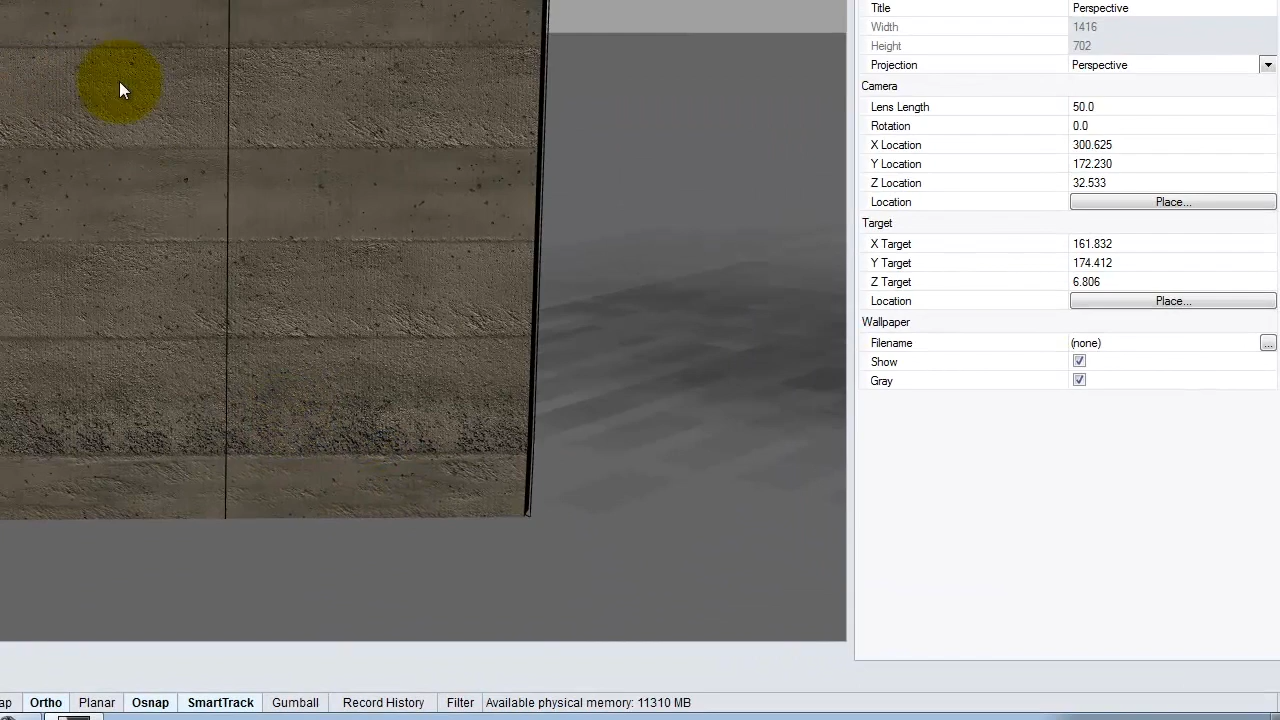 Title Perspective
Width 1416
Height 702
Projection Perspective
Camera
Lens Length 50.0
Rotation 0.0
X Location 300.625
Y Location 172.230
Z Location 32.533
Location Place...
Target
X Target 161.832
Y Target 174.412
Z Target 6.806
Location Place...
Wallpaper
Filename (none) ...
Show
Gray
ap Ortho Planar Osnap SmartTrack Gumball Record History Filter Available physical memory: 11310 MB